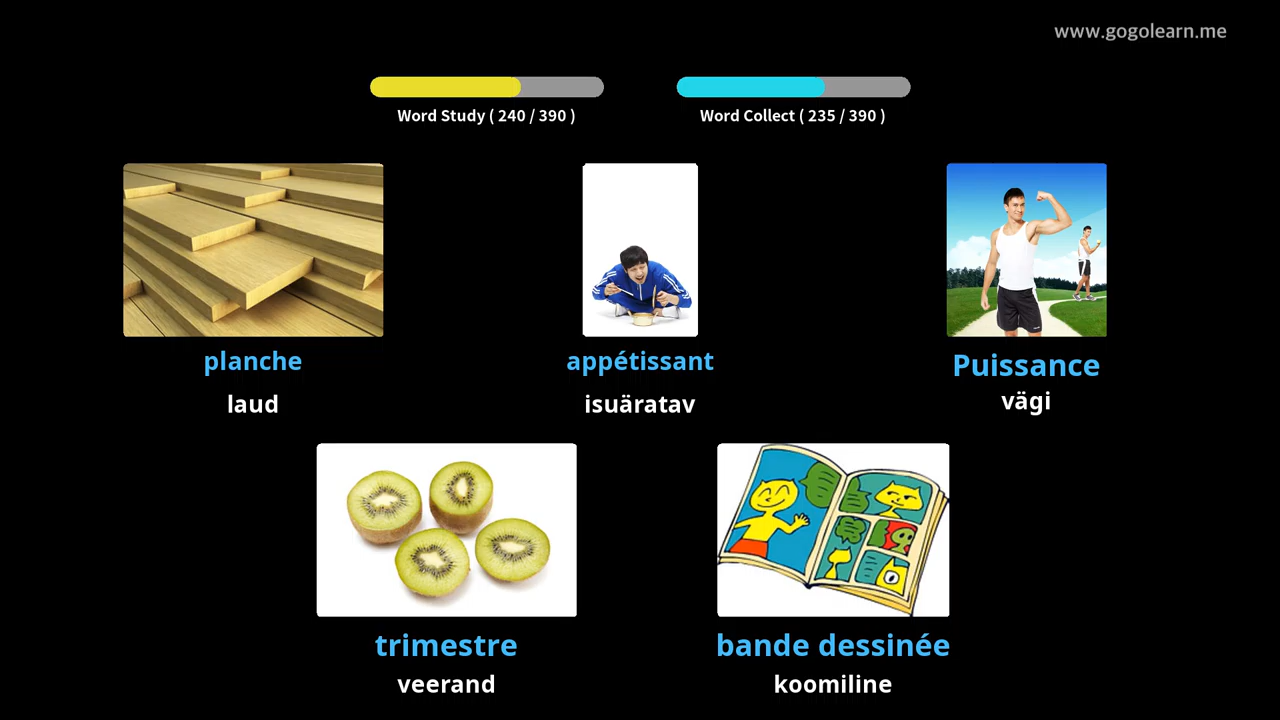 www.gogolearn.me
Word Study ( 240 / 390 )
Word Collect ( 235 / 390 )
planche
laud
appétissant
isuäratav
Puissance
vägi
trimestre
veerand
bande dessinée
koomiline